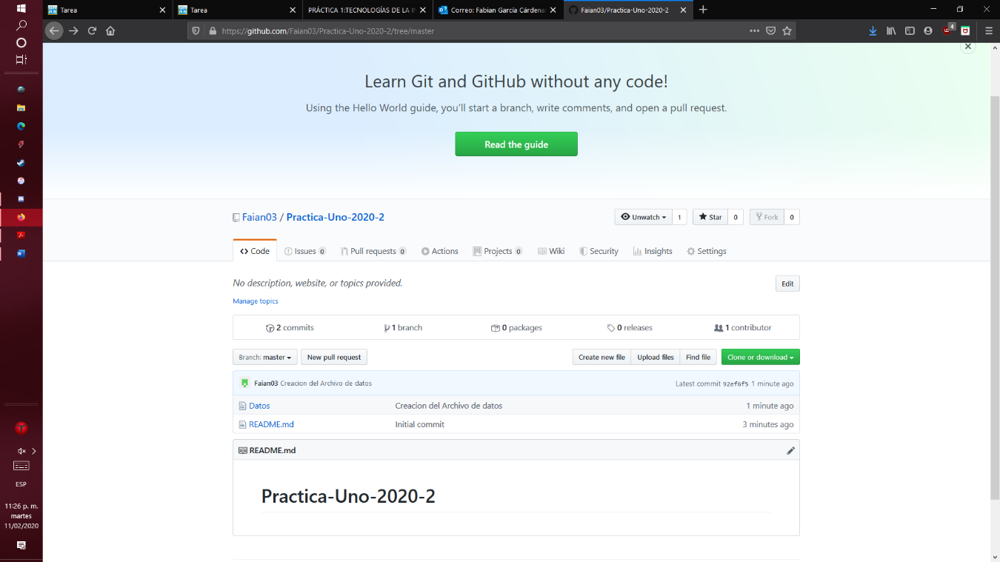 Tarea
Tarea
PRÁCTICA 1:TECNOLOGÍAS DE LA IN
Correo: Fabian García Cárdenas
Faian03/Practica-Uno-2020-2
https://github.com/Faian03/Practica-Uno-2020-2/tree/master
4
Learn Git and GitHub without any code!
Using the Hello World guide, you’ll start a branch, write comments, and open a pull request.
Read the guide
Faian03 / Practica-Uno-2020-2
Unwatch 1 Star 0 Fork 0
Code Issues 0 Pull requests 0 Actions Projects 0 Wiki Security Insights Settings
No description, website, or topics provided.
Edit
Manage topics
2 commits 1 branch 0 packages 0 releases 1 contributor
Branch: master New pull request Create new file Upload files Find file Clone or download
Faian03 Creacion del Archivo de datos Latest commit 92ef6f5 1 minute ago
Datos Creacion del Archivo de datos 1 minute ago
README.md Initial commit 3 minutes ago
README.md
Practica-Uno-2020-2
ESP
11:26 p. m.
martes
11/02/2020